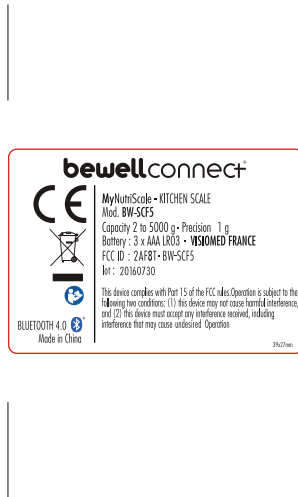 bewellconnect®
MyNutriScale - KITCHEN SCALE
Mod. BW-SCF5
Capacity 2 to 5000 g - Precision 1 g
Battery : 3 x AAA LR03 - VISIOMED FRANCE
FCC ID : 2AF8T-BW-SCF5
lot : 20160730
This device complies with Part 15 of the FCC rules.Operation is subject to the
following two conditions: (1) this device may not cause harmful interference,
and (2) this device must accept any interference received, including
interference that may cause undesired Operation
BLUETOOTH 4.0
Made in China
39x27mm